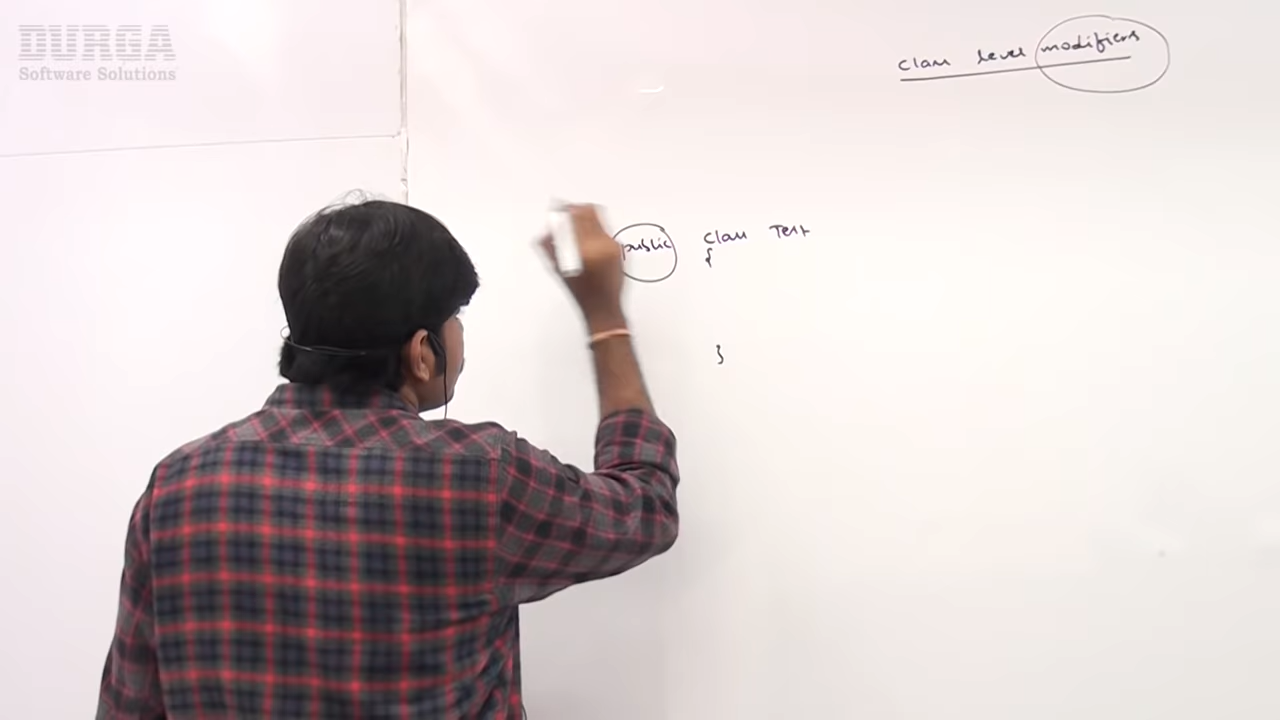 DURGA
Software Solutions
class level modifiers
public class Test
{
}